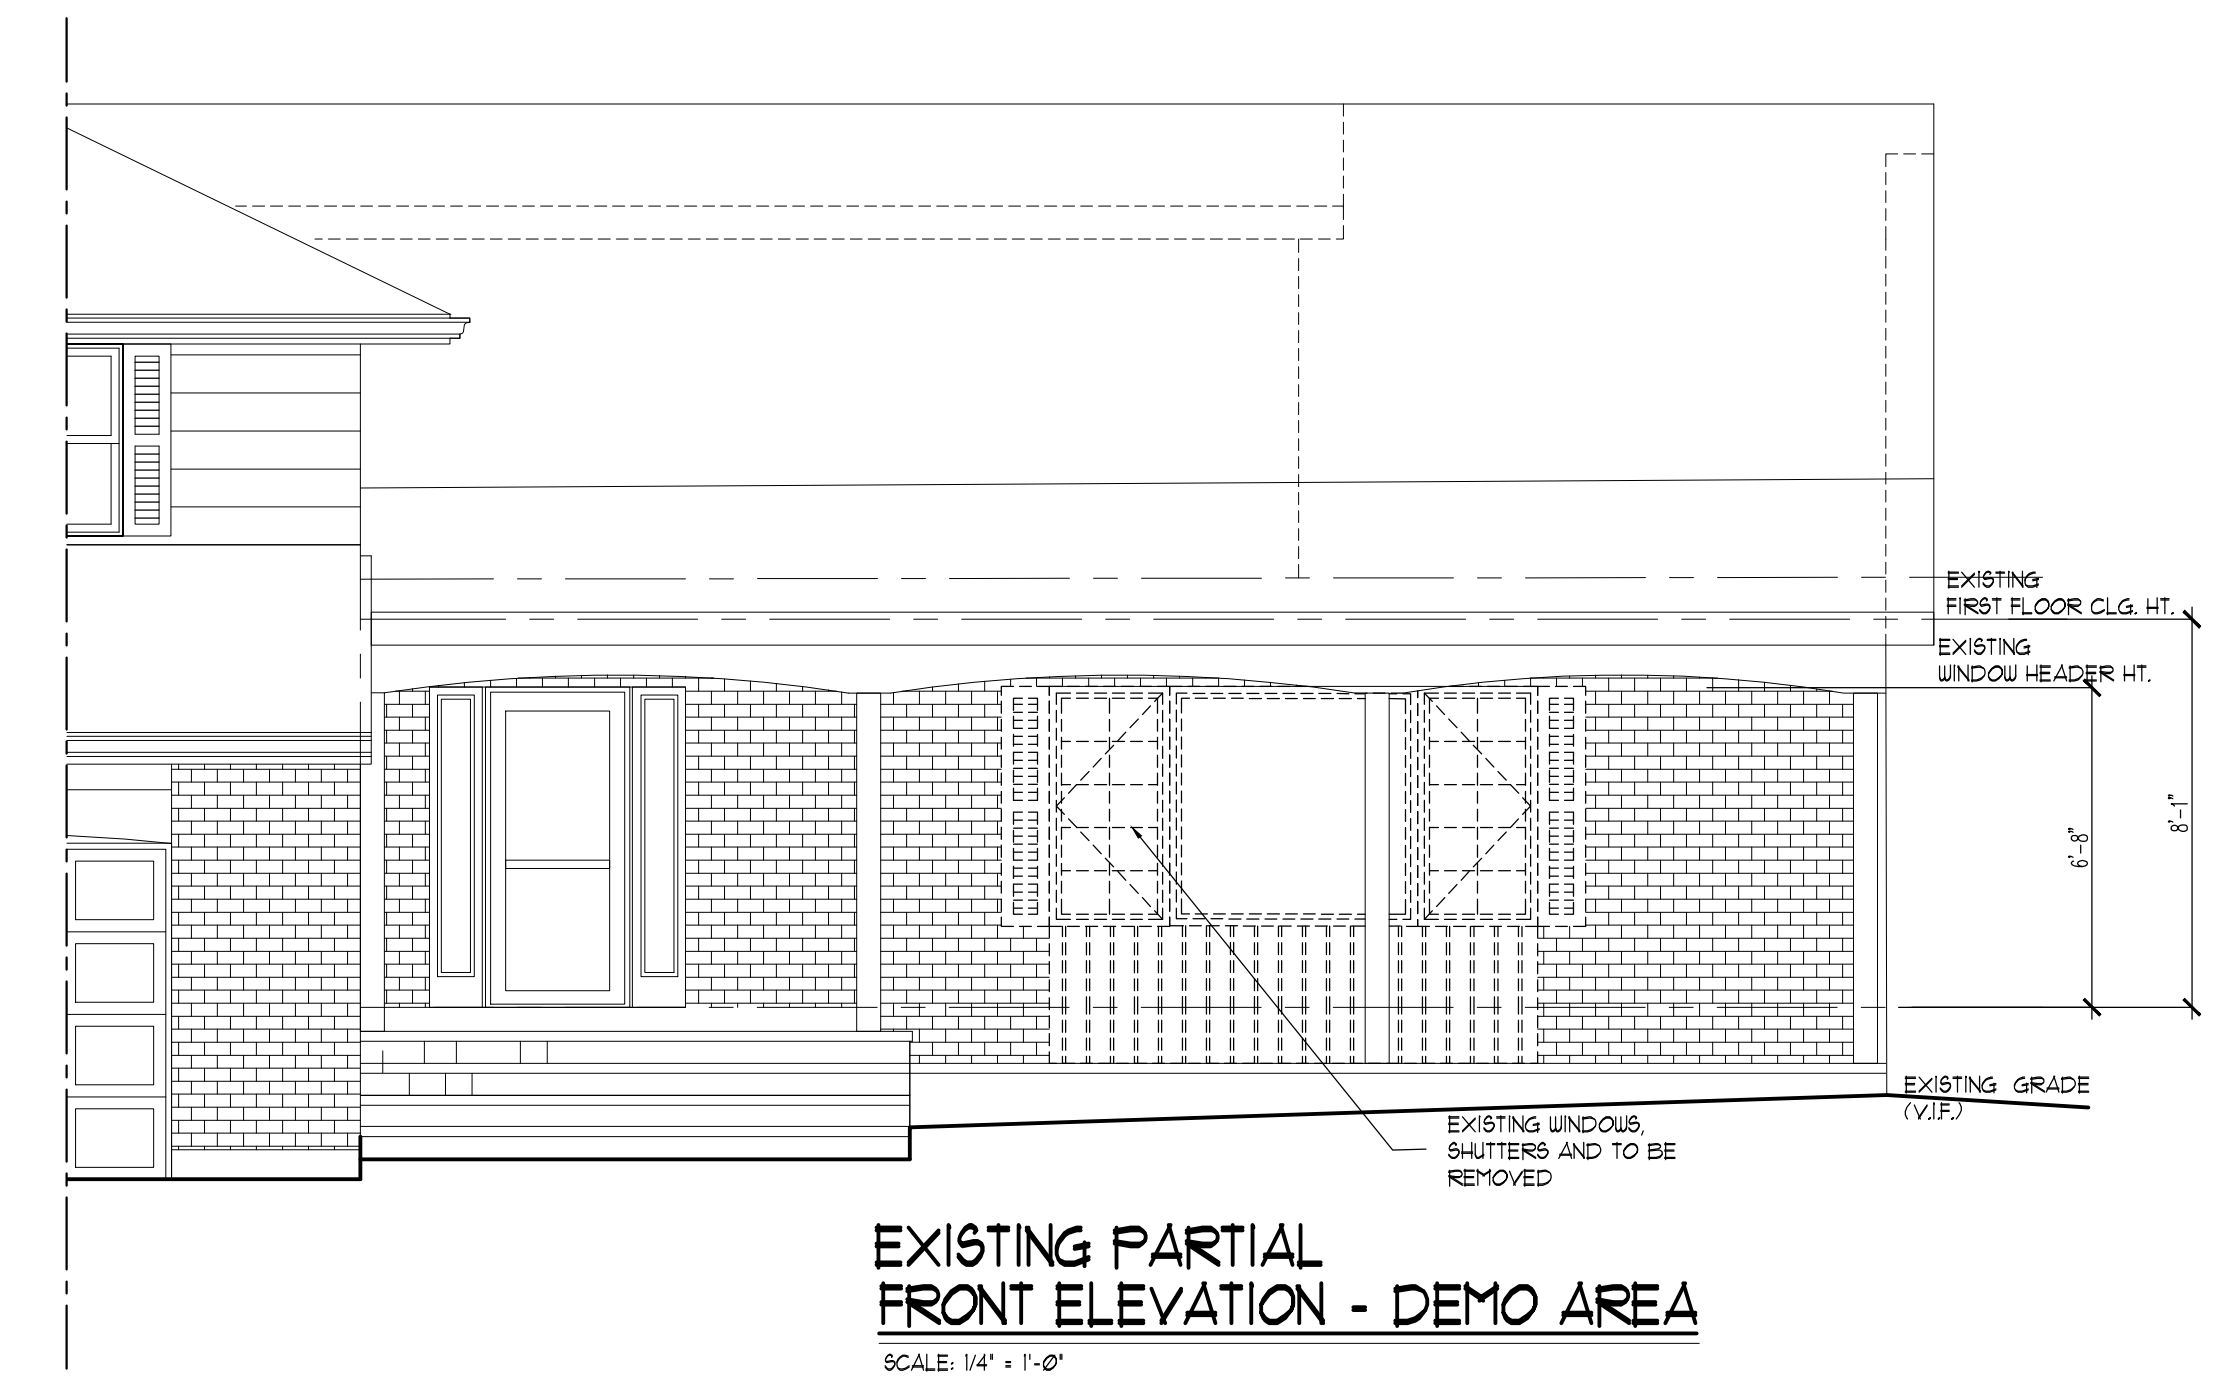 EXISTING
FIRST FLOOR CLG. HT.
EXISTING
WINDOW HEADER HT.
8'-1"
6'-8"
EXISTING GRADE
(V.I.F.)
EXISTING WINDOWS,
SHUTTERS AND TO BE
REMOVED
EXISTING PARTIAL
FRONT ELEVATION - DEMO AREA
SCALE: 1/4" = 1'-0"